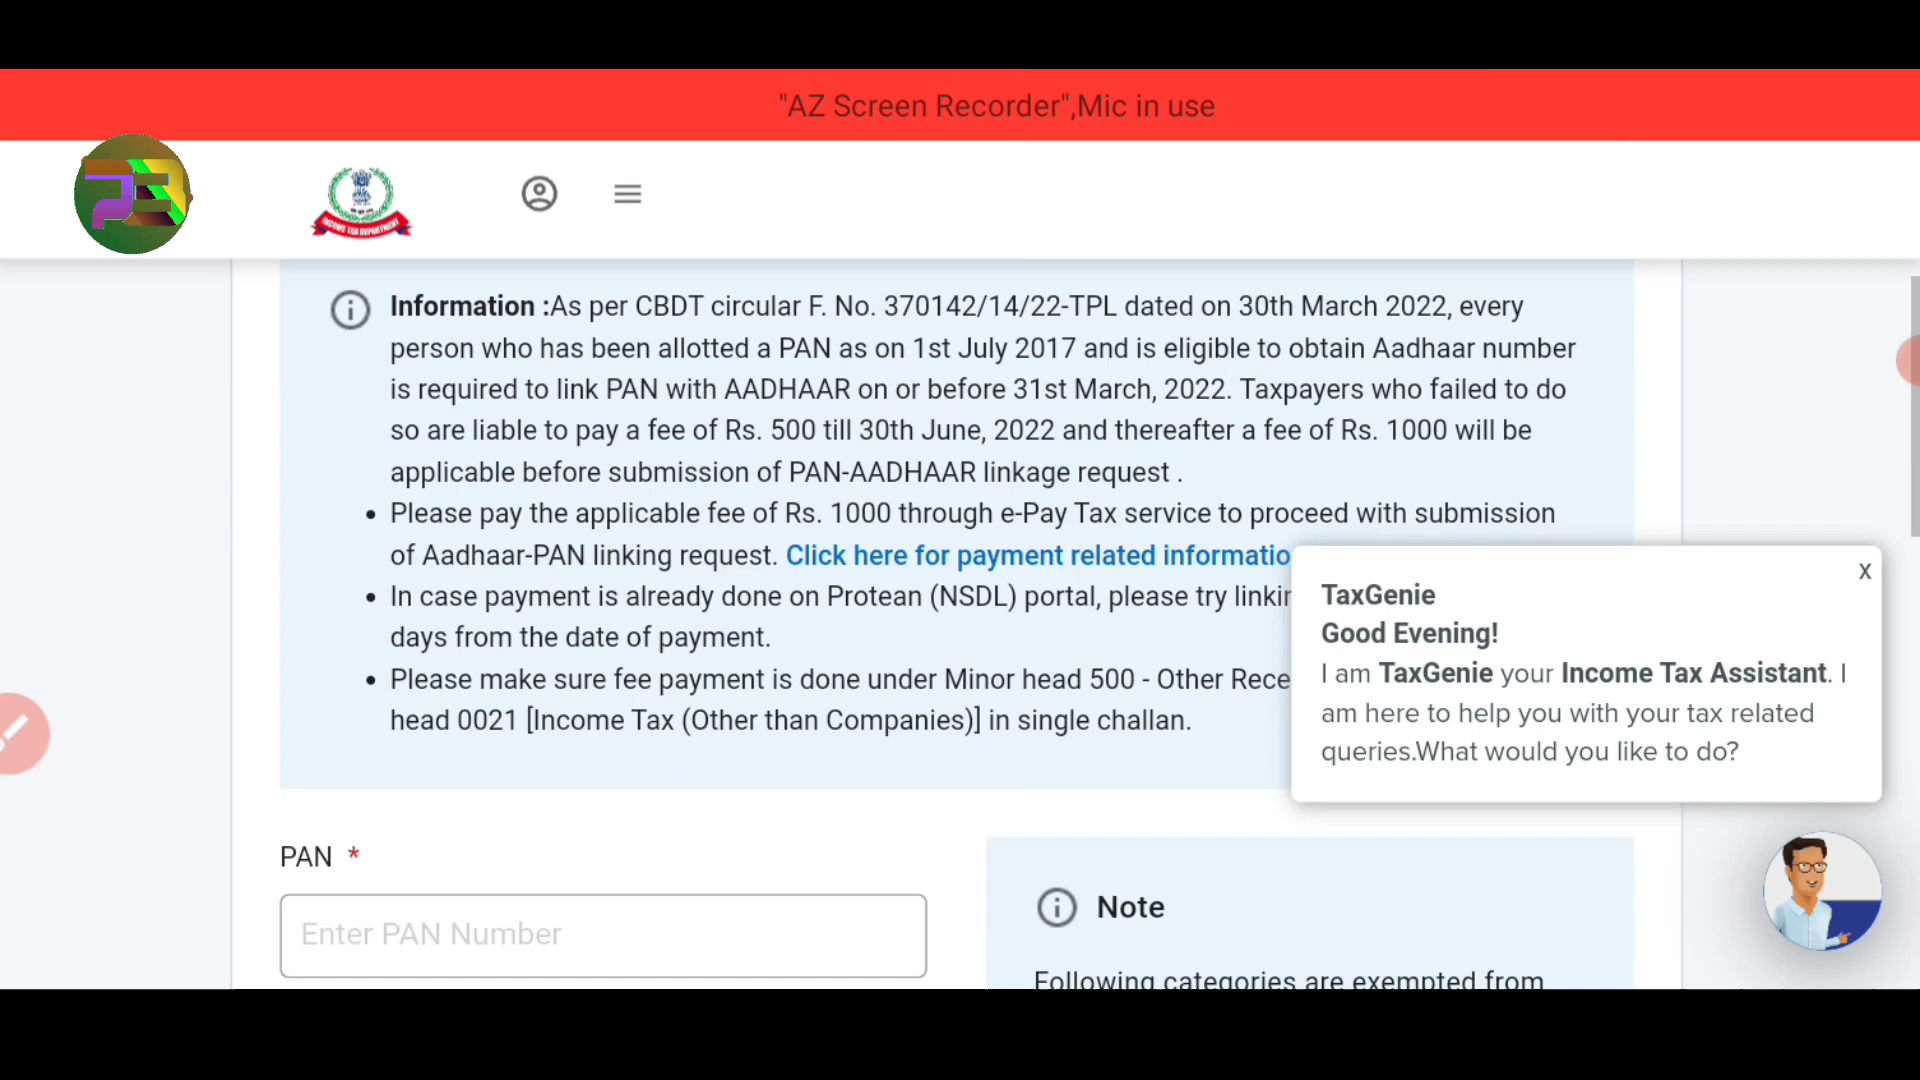 "AZ Screen Recorder",Mic in use
INCOME TAX DEPARTMENT
Information :As per CBDT circular F. No. 370142/14/22-TPL dated on 30th March 2022, every
person who has been allotted a PAN as on 1st July 2017 and is eligible to obtain Aadhaar number
is required to link PAN with AADHAAR on or before 31st March, 2022. Taxpayers who failed to do
so are liable to pay a fee of Rs. 500 till 30th June, 2022 and thereafter a fee of Rs. 1000 will be
applicable before submission of PAN-AADHAAR linkage request .
• Please pay the applicable fee of Rs. 1000 through e-Pay Tax service to proceed with submission
of Aadhaar-PAN linking request. Click here for payment related informatio
• In case payment is already done on Protean (NSDL) portal, please try linkin
days from the date of payment.
• Please make sure fee payment is done under Minor head 500 - Other Rece
head 0021 [Income Tax (Other than Companies)] in single challan.
x
TaxGenie
Good Evening!
I am TaxGenie your Income Tax Assistant. I
am here to help you with your tax related
queries.What would you like to do?
PAN *
Enter PAN Number
Note
Following categories are exempted from